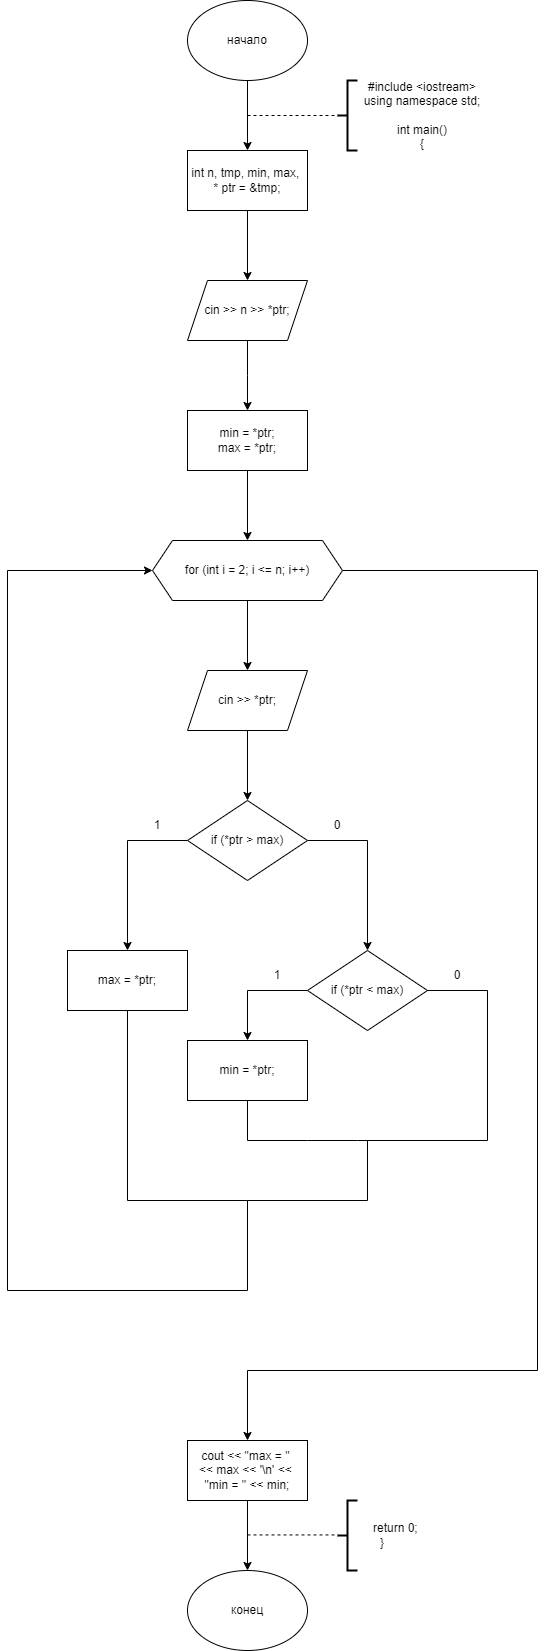 начало
#include <iostream>
using namespace std;
int main()
{
int n, tmp, min, max,
* ptr = &tmp;
cin >> n >> *ptr;
min = *ptr;
max = *ptr;
for (int i = 2; i <= n; i++)
cin >> *ptr;
1
if (*ptr > max)
0
max = *ptr;
1
if (*ptr < max)
0
min = *ptr;
cout << "max = "
<< max << '\n' <<
"min = " << min;
return 0;
}
конец